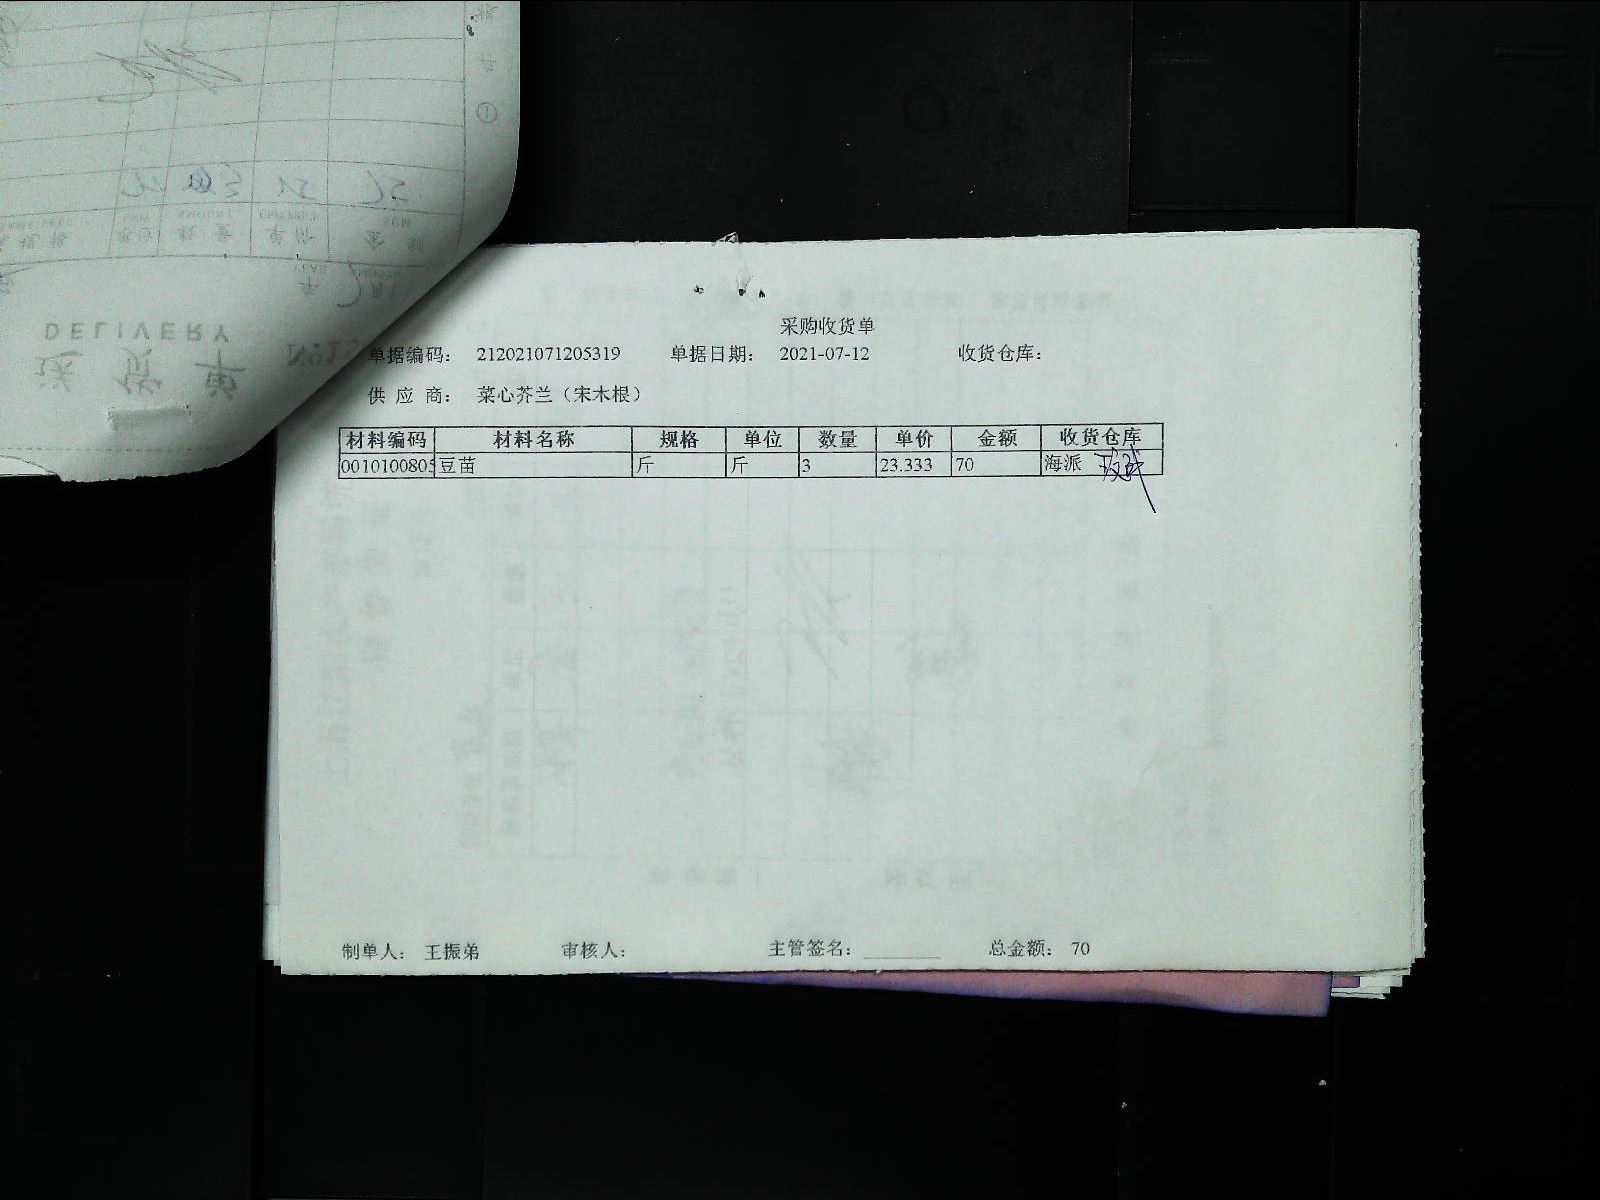 采购收货单
单据编码： 212021071205319 单据日期： 2021-07-12 收货仓库：
供 应 商： 菜心芥兰（宋木根）
材料编码 材料名称 规格 单位 数量 单价 金额 收货仓库
0010100805 豆苗 斤 斤 3 23.333 70 海派
制单人： 王振弟 审核人： 主管签名： 总金额： 70
DELIVERY
送 货 单